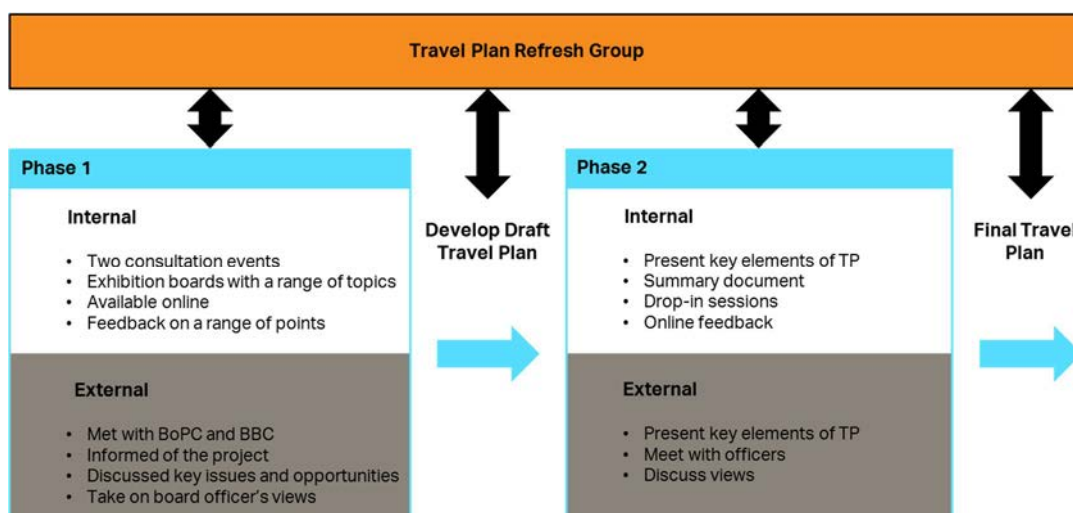 Travel Plan Refresh Group
Phase 1
Internal
• Two consultation events
• Exhibition boards with a range of topics
• Available online
• Feedback on a range of points
External
• Met with BoPC and BBC
• Informed of the project
• Discussed key issues and opportunities
• Take on board officer's views
Develop Draft
Travel Plan
Phase 2
Internal
• Present key elements of TP
• Summary document
• Drop-in sessions
• Online feedback
External
• Present key elements of TP
• Meet with officers
• Discuss views
Final Travel
Plan